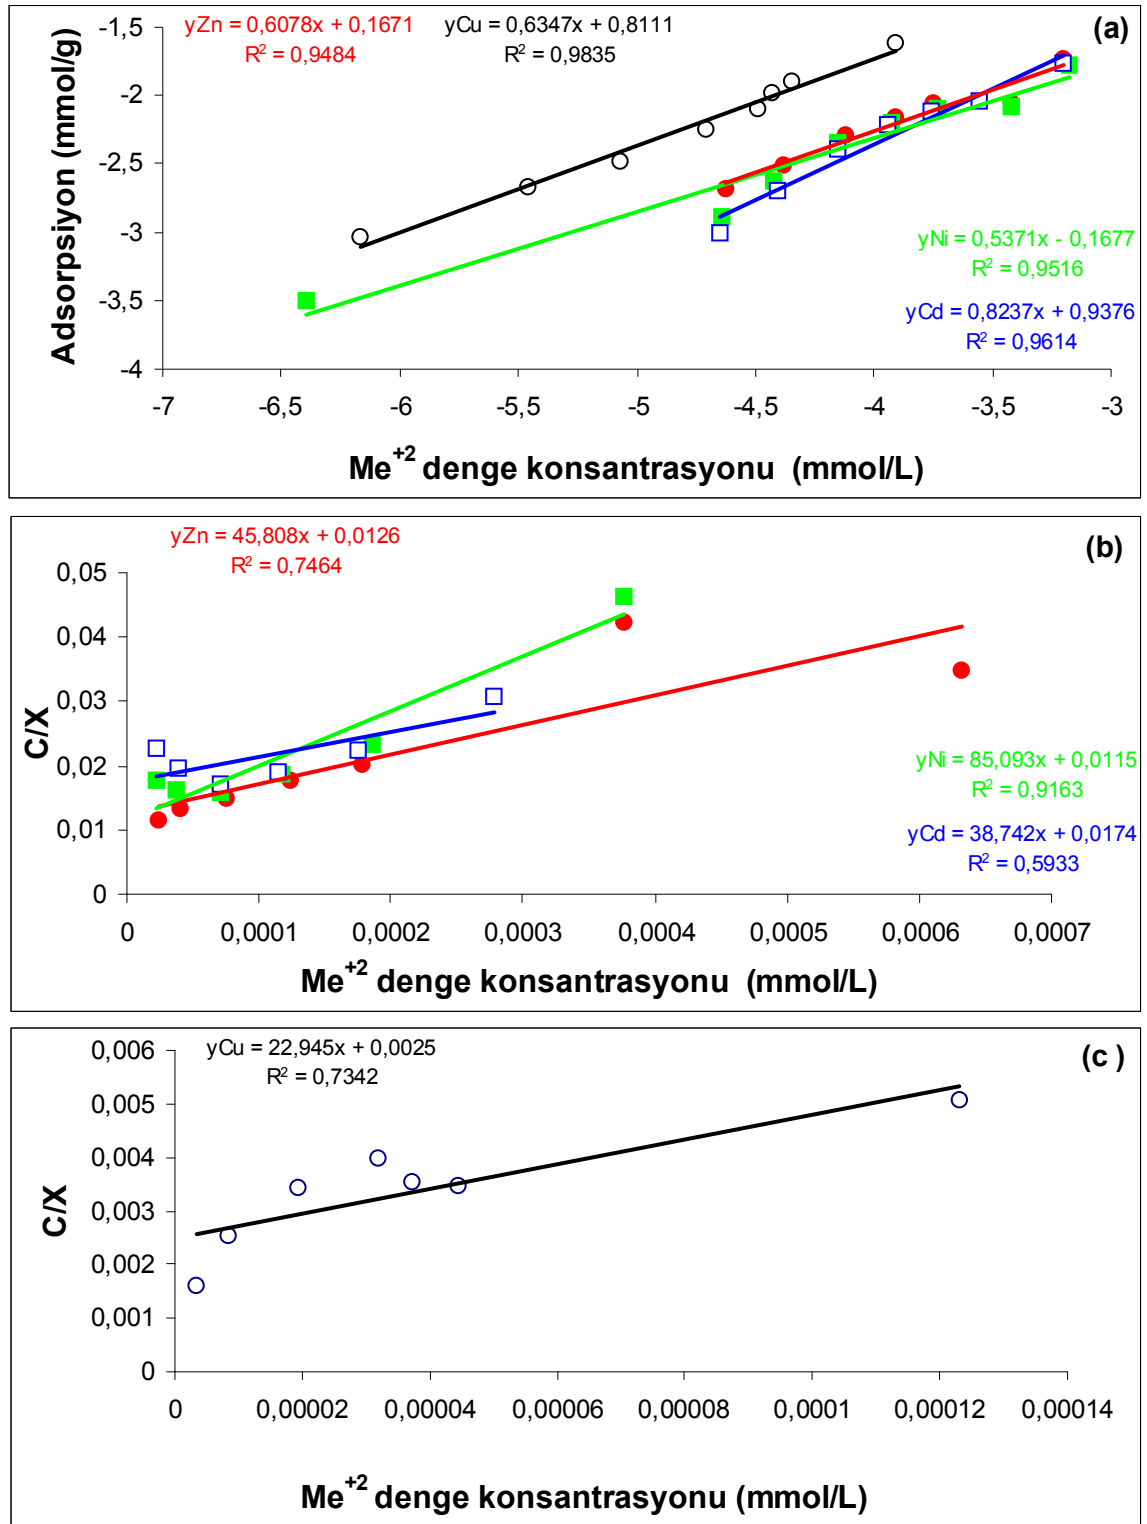 yZn = 0,6078x + 0,1671
R² = 0,9484
yCu = 0,6347x + 0,8111
R² = 0,9835
(a)
Adsorpsiyon (mmol/g)
-1,5
-2
-2,5
-3
-3,5
-4
yNi = 0,5371x - 0,1677
R² = 0,9516
yCd = 0,8237x + 0,9376
R² = 0,9614
-7 -6,5 -6 -5,5 -5 -4,5 -4 -3,5 -3
Me⁺² denge konsantrasyonu (mmol/L)
yZn = 45,808x + 0,0126
R² = 0,7464
(b)
C/X
0,05
0,04
0,03
0,02
0,01
0
yNi = 85,093x + 0,0115
R² = 0,9163
yCd = 38,742x + 0,0174
R² = 0,5933
0 0,0001 0,0002 0,0003 0,0004 0,0005 0,0006 0,0007
Me⁺² denge konsantrasyonu (mmol/L)
yCu = 22,945x + 0,0025
R² = 0,7342
(c )
C/X
0,006
0,005
0,004
0,003
0,002
0,001
0
0 0,00002 0,00004 0,00006 0,00008 0,0001 0,00012 0,00014
Me⁺² denge konsantrasyonu (mmol/L)